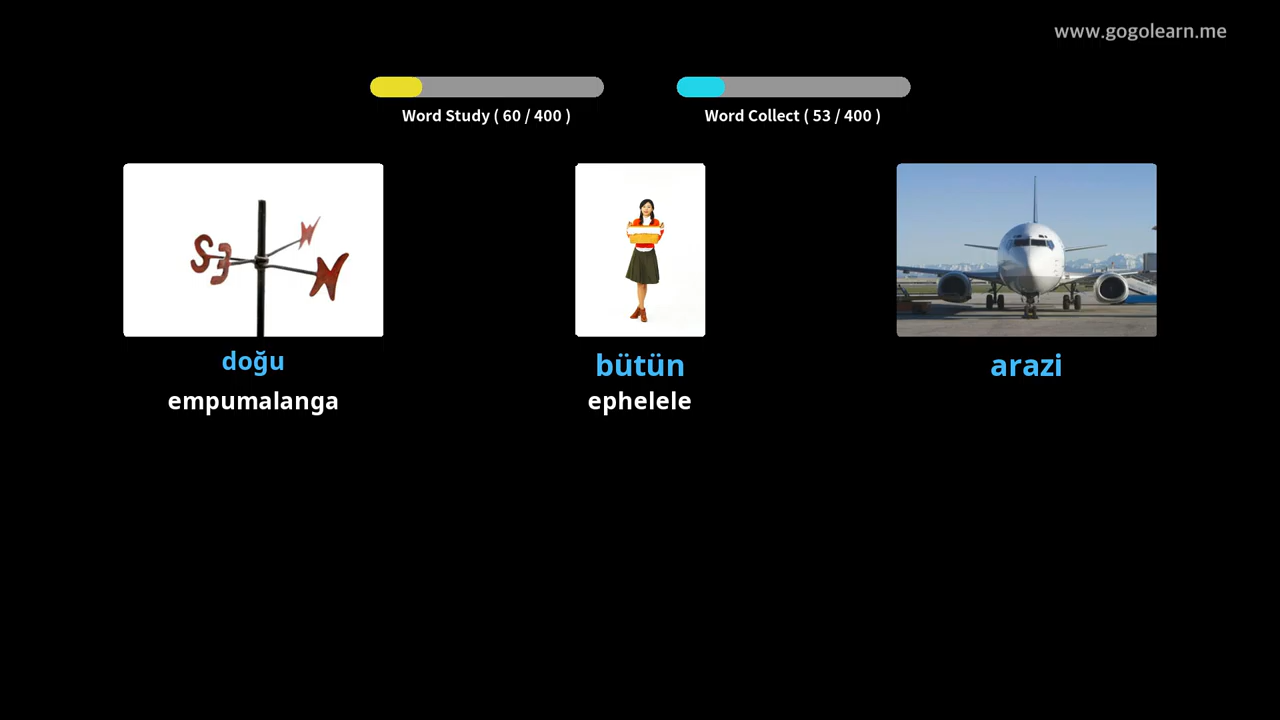 www.gogolearn.me
Word Study ( 60 / 400 )
Word Collect ( 53 / 400 )
S E N W
doğu
bütün
arazi
empumalanga
ephelele